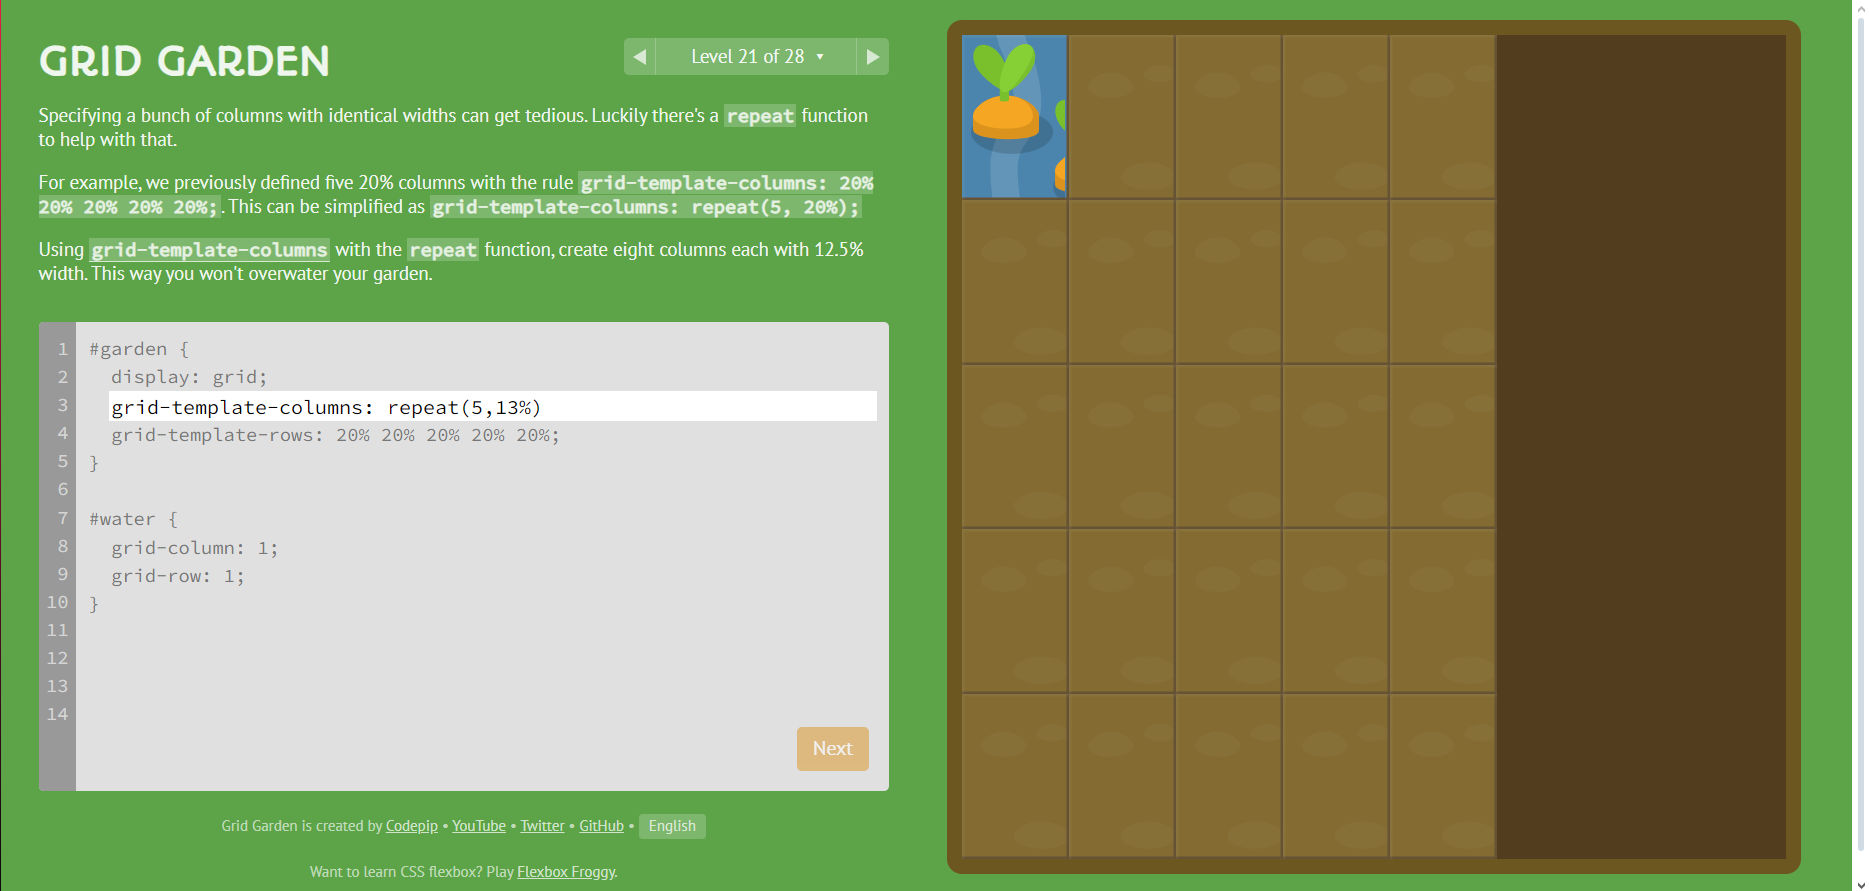 GRID GARDEN
Level 21 of 28
Specifying a bunch of columns with identical widths can get tedious. Luckily there's a repeat function
to help with that.
For example, we previously defined five 20% columns with the rule grid-template-columns: 20%
20% 20% 20% 20%;. This can be simplified as grid-template-columns: repeat(5, 20%);
Using grid-template-columns with the repeat function, create eight columns each with 12.5%
width. This way you won't overwater your garden.
1 #garden {
2 display: grid;
3 grid-template-columns: repeat(5,13%)
4 grid-template-rows: 20% 20% 20% 20% 20%;
5 }
6
7 #water {
8 grid-column: 1;
9 grid-row: 1;
10 }
11
12
13
14
Next
Grid Garden is created by Codepip • YouTube • Twitter • GitHub • English
Want to learn CSS flexbox? Play Flexbox Froggy.